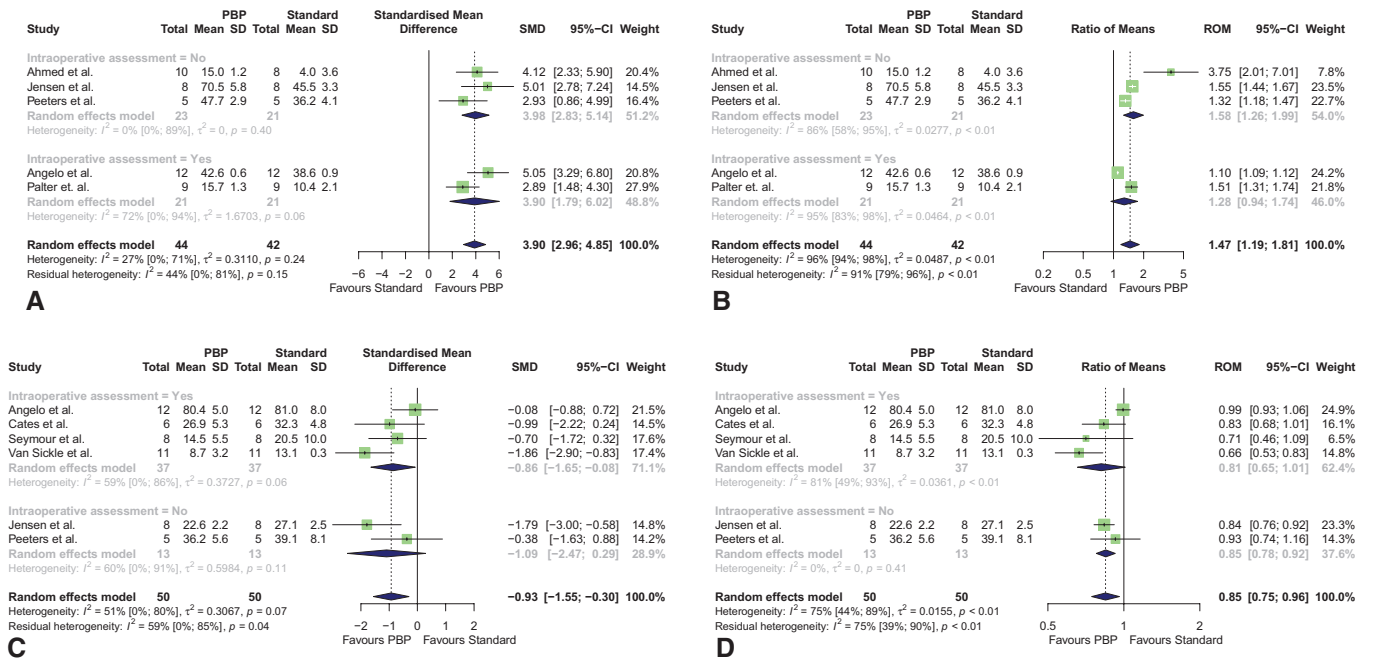 PBP Standard Standardised Mean
Study Total Mean SD Total Mean SD Difference SMD 95%−CI Weight
Intraoperative assessment = No
Ahmed et al. 10 15.0 1.2 8 4.0 3.6 4.12 [2.33; 5.90] 20.4%
Jensen et al. 8 70.5 5.8 8 45.5 3.3 5.01 [2.78; 7.24] 14.5%
Peeters et al. 5 47.7 2.9 5 36.2 4.1 2.93 [0.86; 4.99] 16.4%
Random effects model 23 21 3.98 [2.83; 5.14] 51.2%
Heterogeneity: I² = 0% [0%; 89%], τ² = 0, p = 0.40
Intraoperative assessment = Yes
Angelo et al. 12 42.6 0.6 12 38.6 0.9 5.05 [3.29; 6.80] 20.8%
Palter et. al. 9 15.7 1.3 9 10.4 2.1 2.89 [1.48; 4.30] 27.9%
Random effects model 21 21 3.90 [1.79; 6.02] 48.8%
Heterogeneity: I² = 72% [0%; 94%], τ² = 1.6703, p = 0.06
Random effects model 44 42 3.90 [2.96; 4.85] 100.0%
Heterogeneity: I² = 27% [0%; 71%], τ² = 0.3110, p = 0.24
Residual heterogeneity: I² = 44% [0%; 81%], p = 0.15
−6 −4 −2 0 2 4 6
Favours Standard Favours PBP
A
PBP Standard
Study Total Mean SD Total Mean SD Ratio of Means ROM 95%−CI Weight
Intraoperative assessment = No
Ahmed et al. 10 15.0 1.2 8 4.0 3.6 3.75 [2.01; 7.01] 7.8%
Jensen et al. 8 70.5 5.8 8 45.5 3.3 1.55 [1.44; 1.67] 23.5%
Peeters et al. 5 47.7 2.9 5 36.2 4.1 1.32 [1.18; 1.47] 22.7%
Random effects model 23 21 1.58 [1.26; 1.99] 54.0%
Heterogeneity: I² = 86% [58%; 95%], τ² = 0.0277, p < 0.01
Intraoperative assessment = Yes
Angelo et al. 12 42.6 0.6 12 38.6 0.9 1.10 [1.09; 1.12] 24.2%
Palter et. al. 9 15.7 1.3 9 10.4 2.1 1.51 [1.31; 1.74] 21.8%
Random effects model 21 21 1.28 [0.94; 1.74] 46.0%
Heterogeneity: I² = 95% [83%; 98%], τ² = 0.0464, p < 0.01
Random effects model 44 42 1.47 [1.19; 1.81] 100.0%
Heterogeneity: I² = 96% [94%; 98%], τ² = 0.0487, p < 0.01
Residual heterogeneity: I² = 91% [79%; 96%], p < 0.01
0.2 0.5 1 2 5
Favours Standard Favours PBP
B
PBP Standard Standardised Mean
Study Total Mean SD Total Mean SD Difference SMD 95%−CI Weight
Intraoperative assessment = Yes
Angelo et al. 12 80.4 5.0 12 81.0 8.0 −0.08 [−0.88; 0.72] 21.5%
Cates et al. 6 26.9 5.3 6 32.3 4.8 −0.99 [−2.22; 0.24] 14.5%
Seymour et al. 8 14.5 5.5 8 20.5 10.0 −0.70 [−1.72; 0.32] 17.6%
Van Sickle et al. 11 8.7 3.2 11 13.1 0.3 −1.86 [−2.90; −0.83] 17.4%
Random effects model 37 37 −0.86 [−1.65; −0.08] 71.1%
Heterogeneity: I² = 59% [0%; 86%], τ² = 0.3727, p = 0.06
Intraoperative assessment = No
Jensen et al. 8 22.6 2.2 8 27.1 2.5 −1.79 [−3.00; −0.58] 14.8%
Peeters et al. 5 36.2 5.6 5 39.1 8.1 −0.38 [−1.63; 0.88] 14.2%
Random effects model 13 13 −1.09 [−2.47; 0.29] 28.9%
Heterogeneity: I² = 60% [0%; 91%], τ² = 0.5984, p = 0.11
Random effects model 50 50 −0.93 [−1.55; −0.30] 100.0%
Heterogeneity: I² = 51% [0%; 80%], τ² = 0.3067, p = 0.07
Residual heterogeneity: I² = 59% [0%; 85%], p = 0.04
−2 −1 0 1 2
Favours PBP Favours Standard
C
PBP Standard
Study Total Mean SD Total Mean SD Ratio of Means ROM 95%−CI Weight
Intraoperative assessment = Yes
Angelo et al. 12 80.4 5.0 12 81.0 8.0 0.99 [0.93; 1.06] 24.9%
Cates et al. 6 26.9 5.3 6 32.3 4.8 0.83 [0.68; 1.01] 16.1%
Seymour et al. 8 14.5 5.5 8 20.5 10.0 0.71 [0.46; 1.09] 6.5%
Van Sickle et al. 11 8.7 3.2 11 13.1 0.3 0.66 [0.53; 0.83] 14.9%
Random effects model 37 37 0.81 [0.65; 1.01] 62.4%
Heterogeneity: I² = 81% [49%; 93%], τ² = 0.0361, p < 0.01
Intraoperative assessment = No
Jensen et al. 8 22.6 2.2 8 27.1 2.5 0.84 [0.76; 0.92] 23.3%
Peeters et al. 5 36.2 5.6 5 39.1 8.1 0.93 [0.74; 1.16] 14.3%
Random effects model 13 13 0.85 [0.78; 0.92] 37.6%
Heterogeneity: I² = 0%, τ² = 0, p = 0.41
Random effects model 50 50 0.85 [0.75; 0.96] 100.0%
Heterogeneity: I² = 75% [44%; 89%], τ² = 0.0155, p < 0.01
Residual heterogeneity: I² = 75% [39%; 90%], p < 0.01
0.5 1 2
Favours PBP Favours Standard
D